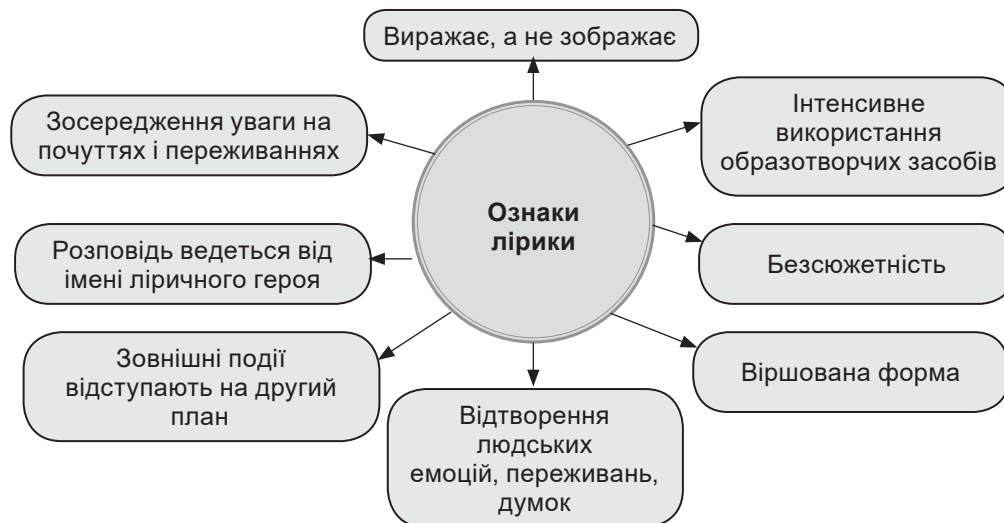 Виражає, а не зображає
Зосередження уваги на
почуттях і переживаннях
Інтенсивне
використання
образотворчих засобів
Ознаки
лірики
Розповідь ведеться від
імені ліричного героя
Безсюжетність
Зовнішні події
відступають на другий
план
Віршована форма
Відтворення
людських
емоцій, переживань,
думок